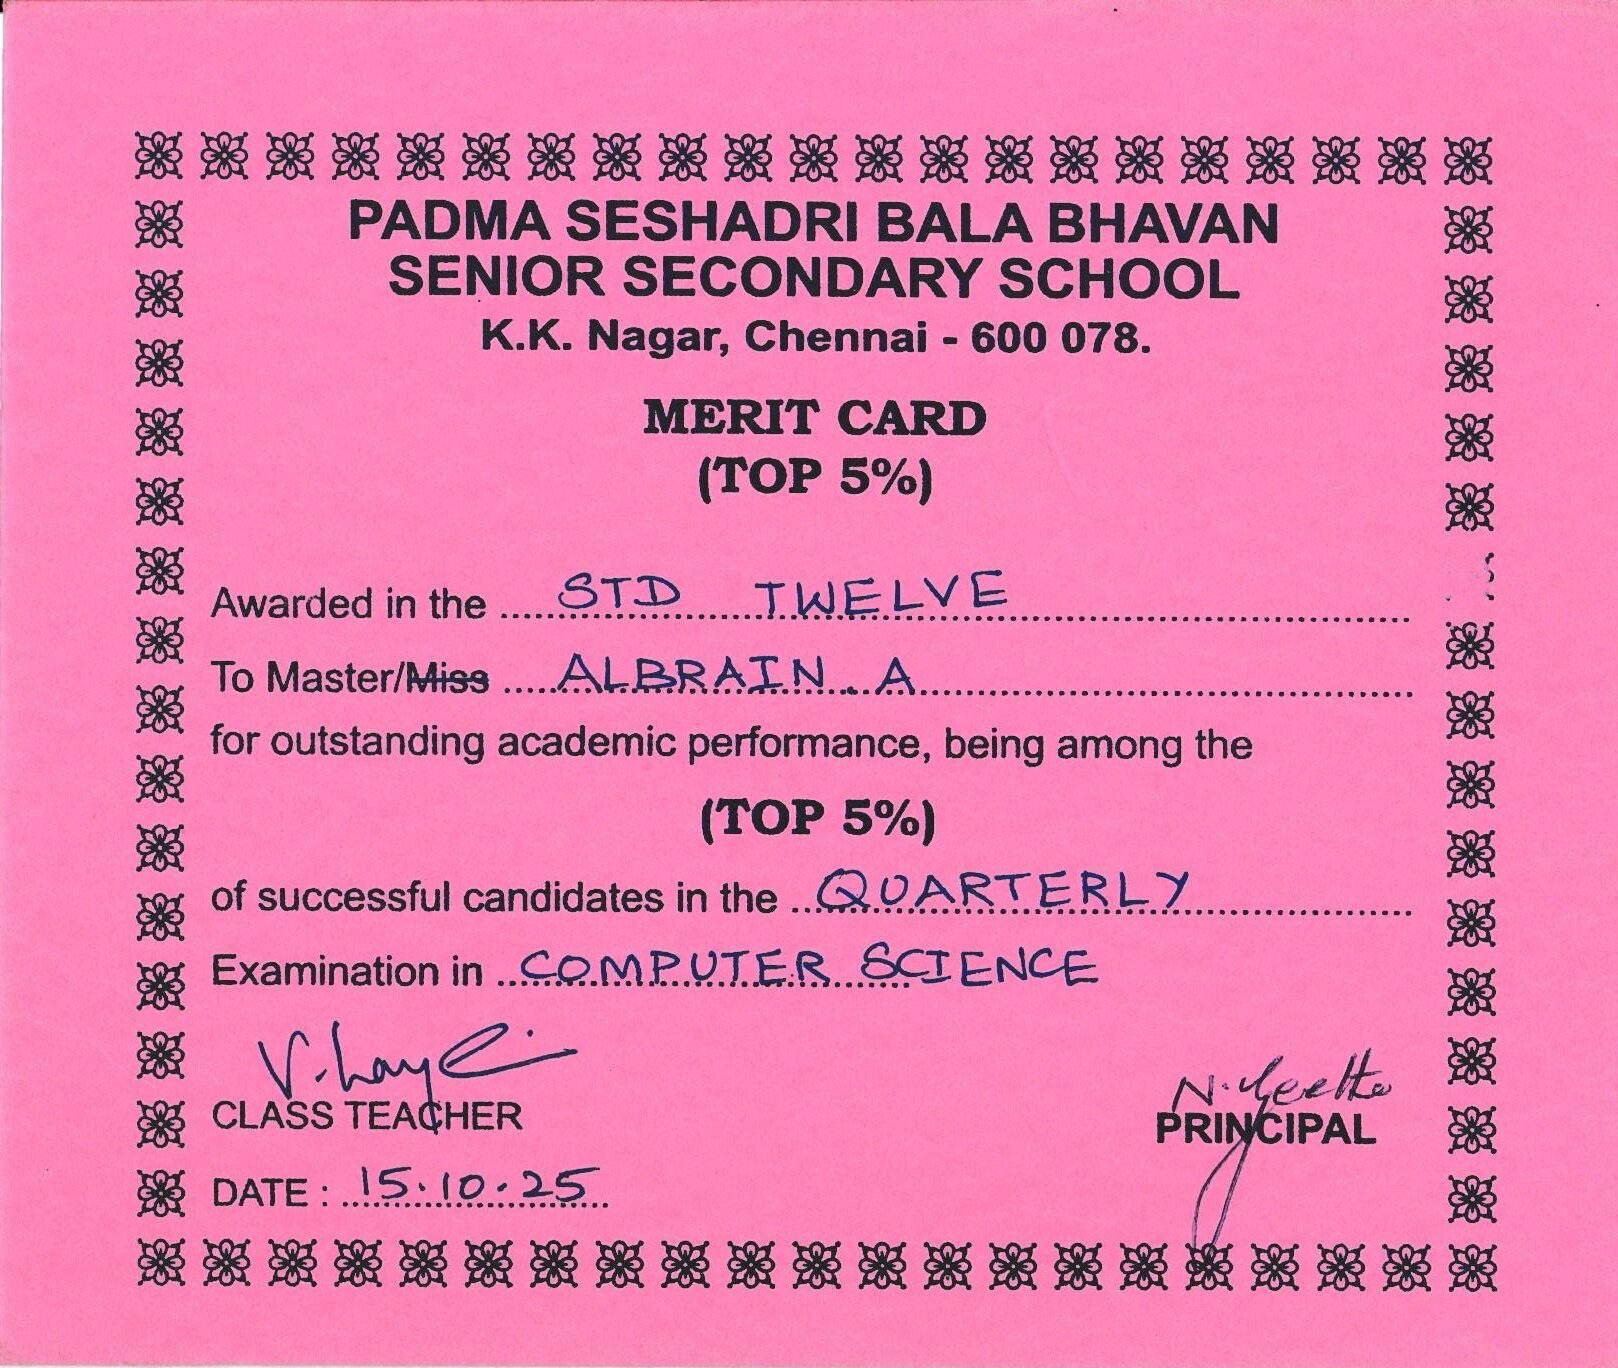 PADMA SESHADRI BALA BHAVAN
SENIOR SECONDARY SCHOOL
K.K. Nagar, Chennai - 600 078.
MERIT CARD
(TOP 5%)
Awarded in the STD TWELVE
To Master/Miss ALBRAIN. A
for outstanding academic performance, being among the
(TOP 5%)
of successful candidates in the QUARTERLY
Examination in COMPUTER SCIENCE
N. Geetha
CLASS TEACHER
PRINCIPAL
DATE : 15.10.25